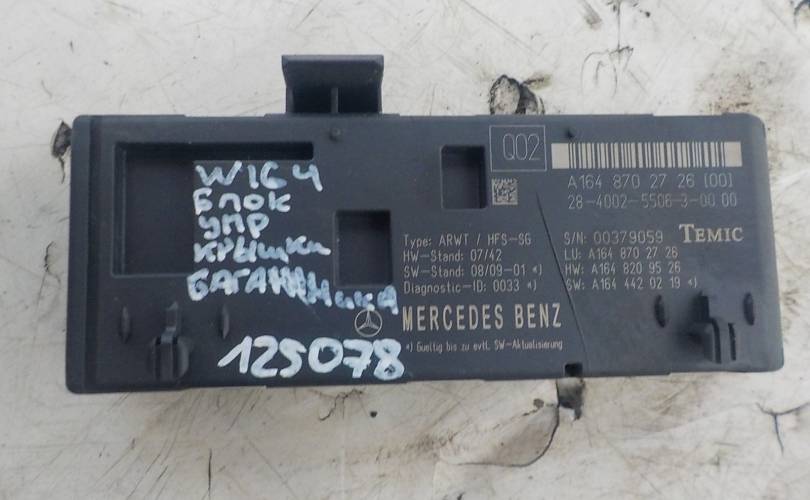 W164
Блок
упр
крышки
БАГАЖНИКА
125078
Q02
A164 870 27 26 [00]
28-4002-5506-3-00.00
Type: ARWT / HFS-SG
HW-Stand: 07/42
SW-Stand: 08/09-01 *)
Diagnostic-ID: 0033 *)
S/N: 00379059 TEMIC
LU: A164 870 27 26
HW: A164 820 95 26
SW: A164 442 02 19 *)
MERCEDES BENZ
*) Gueltig bis zu evtl. SW-Aktualisierung